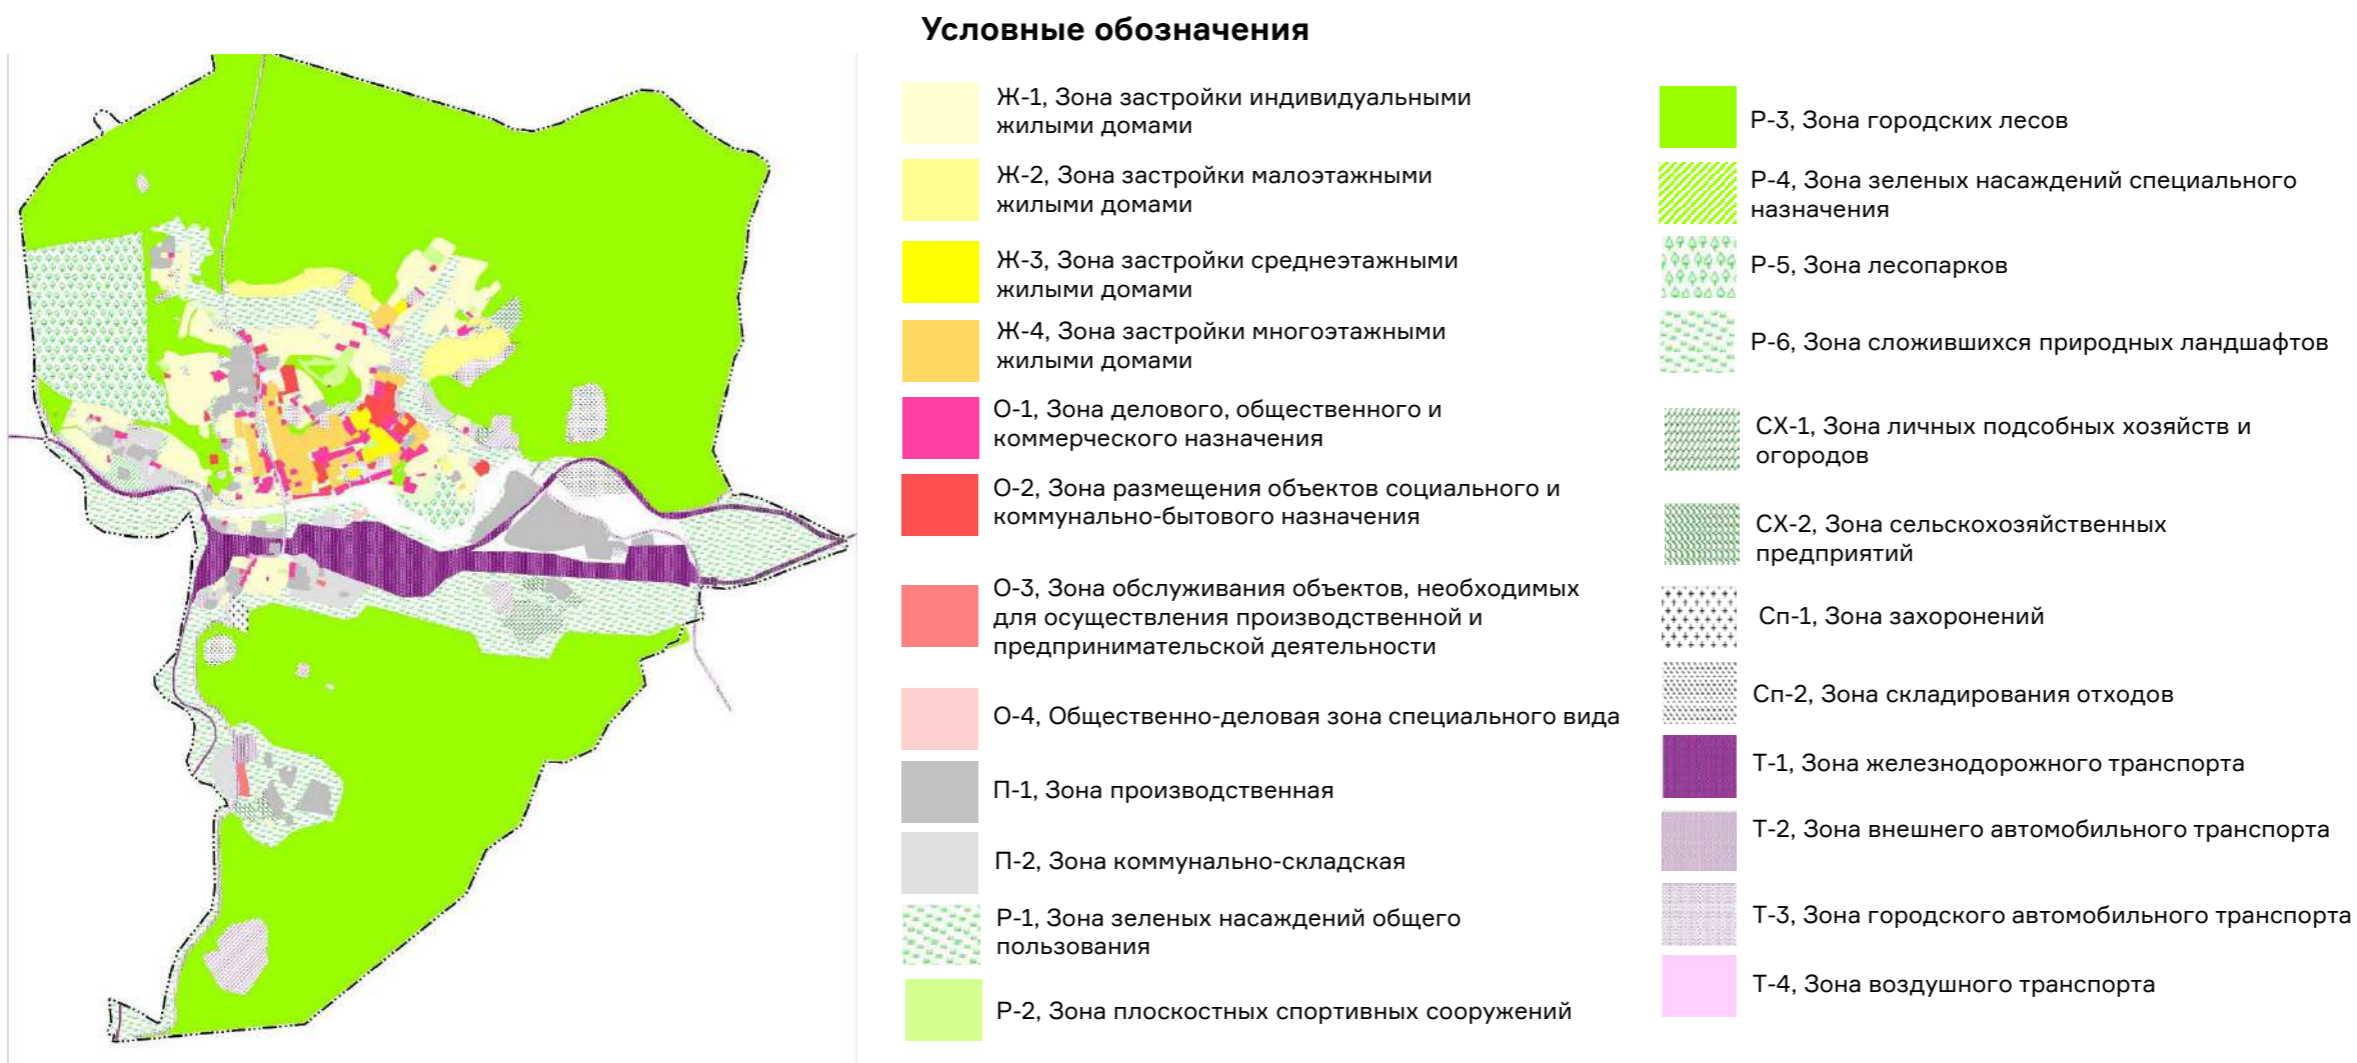 Условные обозначения
Ж-1, Зона застройки индивидуальными
жилыми домами
Ж-2, Зона застройки малоэтажными
жилыми домами
Ж-3, Зона застройки среднеэтажными
жилыми домами
Ж-4, Зона застройки многоэтажными
жилыми домами
О-1, Зона делового, общественного и
коммерческого назначения
О-2, Зона размещения объектов социального и
коммунально-бытового назначения
О-3, Зона обслуживания объектов, необходимых
для осуществления производственной и
предпринимательской деятельности
О-4, Общественно-деловая зона специального вида
П-1, Зона производственная
П-2, Зона коммунально-складская
Р-1, Зона зеленых насаждений общего
пользования
Р-2, Зона плоскостных спортивных сооружений
Р-3, Зона городских лесов
Р-4, Зона зеленых насаждений специального
назначения
Р-5, Зона лесопарков
Р-6, Зона сложившихся природных ландшафтов
СХ-1, Зона личных подсобных хозяйств и
огородов
СХ-2, Зона сельскохозяйственных
предприятий
Сп-1, Зона захоронений
Сп-2, Зона складирования отходов
Т-1, Зона железнодорожного транспорта
Т-2, Зона внешнего автомобильного транспорта
Т-3, Зона городского автомобильного транспорта
Т-4, Зона воздушного транспорта